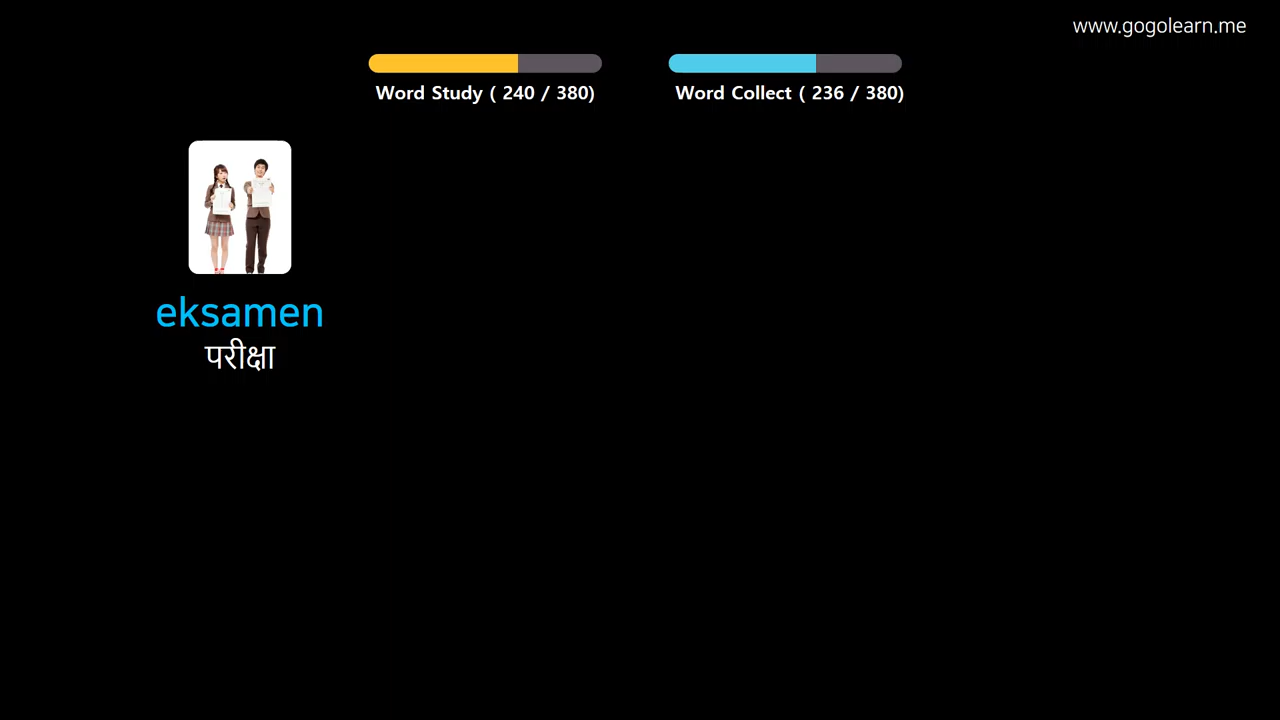 www.gogolearn.me
Word Study ( 240 / 380)
Word Collect ( 236 / 380)
eksamen
परीक्षा